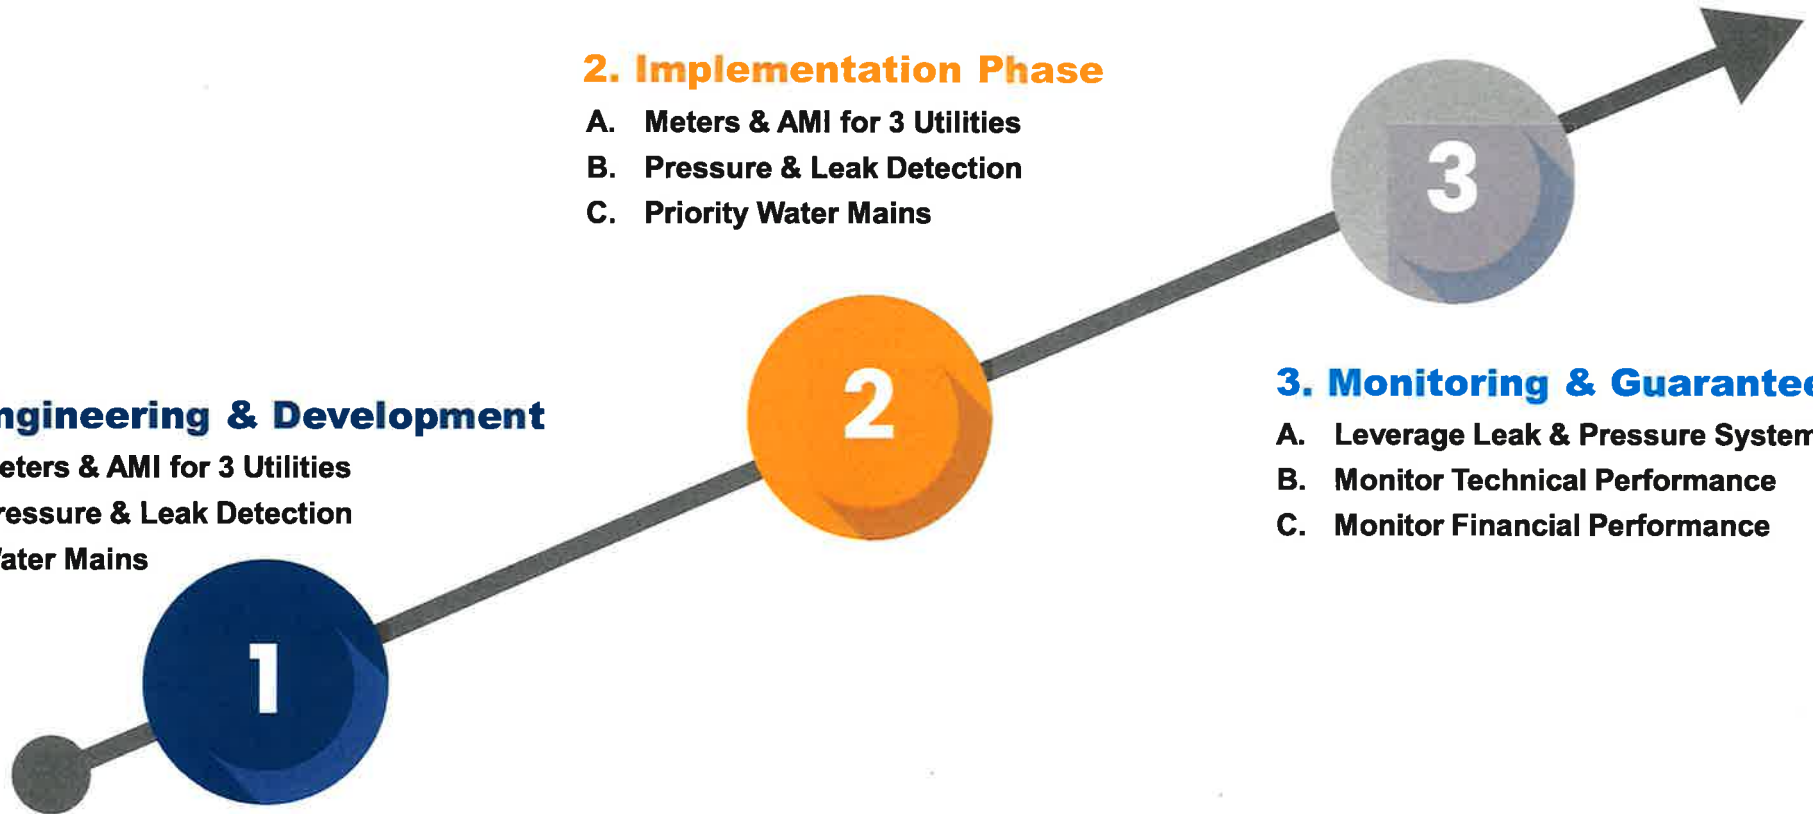 2. Implementation Phase
A. Meters & AMI for 3 Utilities
B. Pressure & Leak Detection
C. Priority Water Mains
3
2
ngineering & Development
eters & AMI for 3 Utilities
ressure & Leak Detection
ater Mains
1
3. Monitoring & Guarantee
A. Leverage Leak & Pressure System
B. Monitor Technical Performance
C. Monitor Financial Performance